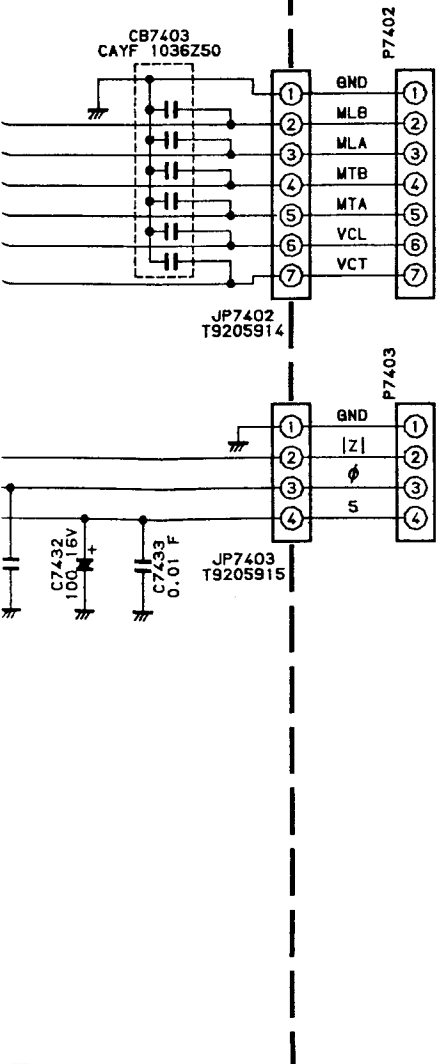 P7402
CB7403
CAYF 1036Z50
1 GND 1
2 MLB 2
3 MLA 3
4 MTB 4
5 MTA 5
6 VCL 6
7 VCT 7
JP7402
T9205914
P7403
1 GND 1
2 |Z| 2
3 ϕ 3
4 5 4
C7432
100 16V
+
C7433
0.01 F
JP7403
T9205915